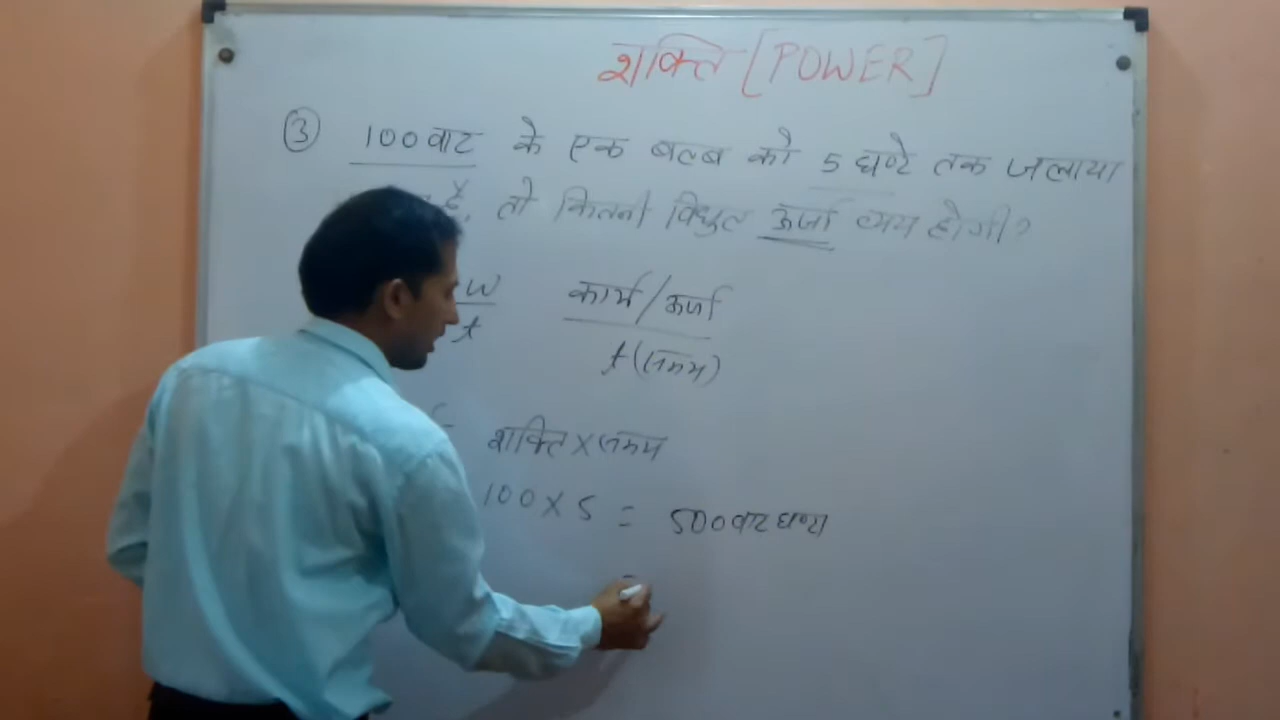 शक्ति [POWER]
③ 100 वाट के एक बल्ब को 5 घण्टे तक जलाया
है, तो कितनी विधुत ऊर्जा व्यय होगी?
W कार्य/ऊर्जा
t t(समय)
शक्ति X समय
100 X 5 = 500 वाट घण्टा